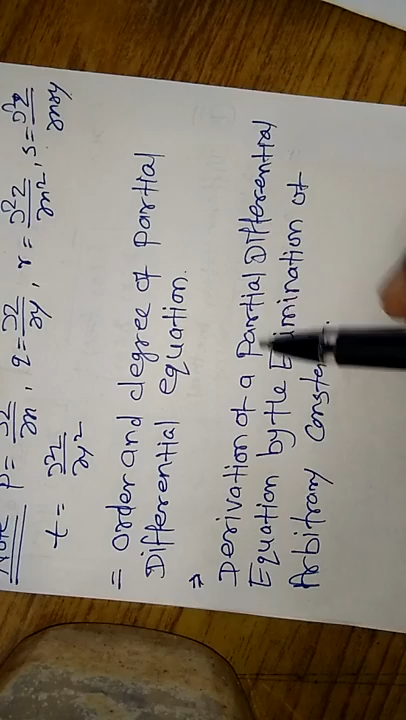 Note P = ∂z/∂x, q = ∂z/∂y, r = ∂²z/∂x², s = ∂²z/∂x∂y
t = ∂²z/∂y²
= Order and degree of Partial
Differential equation.
⇒
Derivation of a Partial Differential
Equation by the Elimination of
Arbitrary